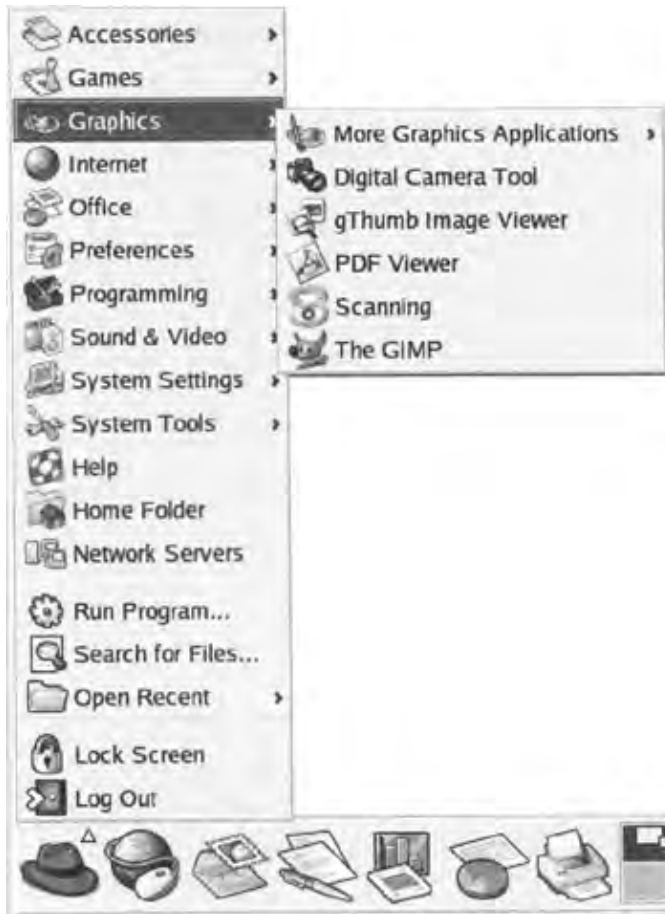 Accessories
Games
Graphics
Internet
Office
Preferences
Programming
Sound & Video
System Settings
System Tools
Help
Home Folder
Network Servers
Run Program...
Search for Files...
Open Recent
Lock Screen
Log Out
More Graphics Applications
Digital Camera Tool
gThumb Image Viewer
PDF Viewer
Scanning
The GIMP